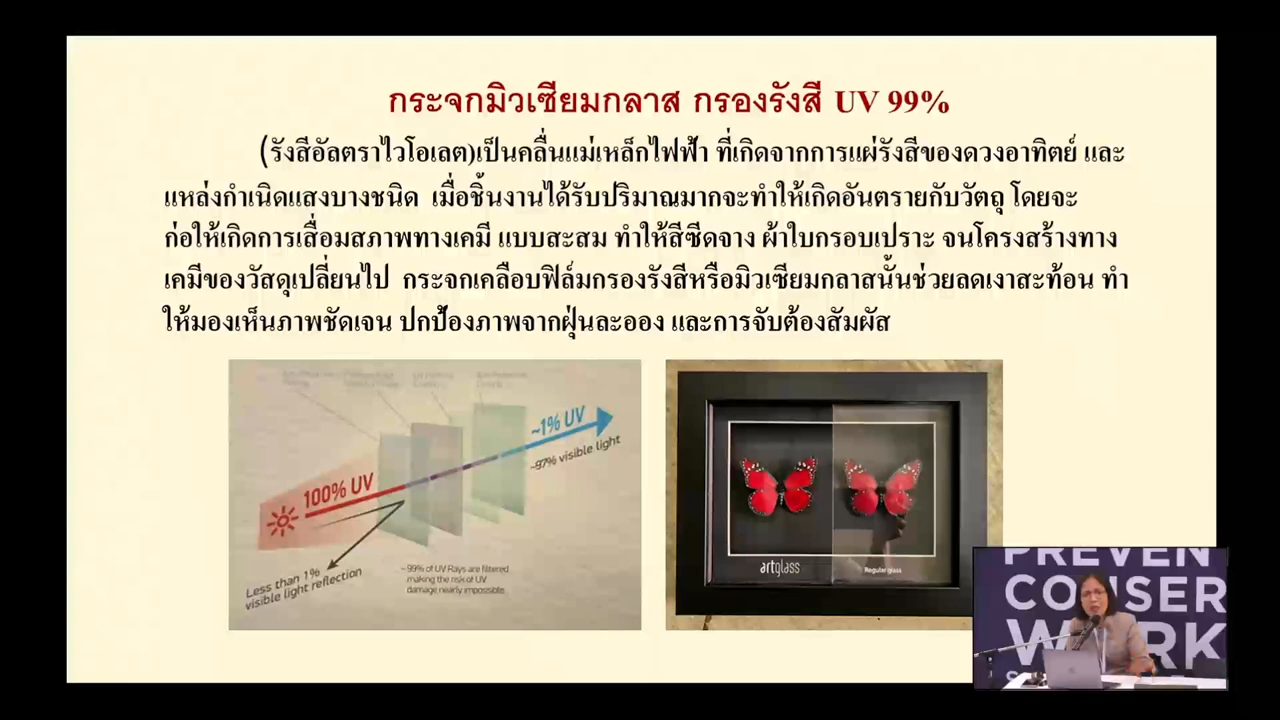 กระจกมิวเซียมกลาส กรองรังสี UV 99%
(รังสีอัลตราไวโอเลต)เป็นคลื่นแม่เหล็กไฟฟ้า ที่เกิดจากการแผ่รังสีของดวงอาทิตย์ และ
แหล่งกำเนิดแสงบางชนิด เมื่อชิ้นงานได้รับปริมาณมากจะทำให้เกิดอันตรายกับวัตถุ โดยจะ
ก่อให้เกิดการเสื่อมสภาพทางเคมี แบบสะสม ทำให้สีซีดจาง ผ้าใบกรอบเปราะ จนโครงสร้างทาง
เคมีของวัสดุเปลี่ยนไป กระจกเคลือบฟิล์มกรองรังสีหรือมิวเซียมกลาสนั้นช่วยลดเงาสะท้อน ทำ
ให้มองเห็นภาพชัดเจน ปกป้องภาพจากฝุ่นละออง และการจับต้องสัมผัส
~1% UV
~97% visible light
100% UV
Less than 1%
visible light reflection
~99% of UV Rays are filtered
making the risk of UV
damage nearly impossible.
artglass
Regular glass
PREVEN
CONSER
WORK